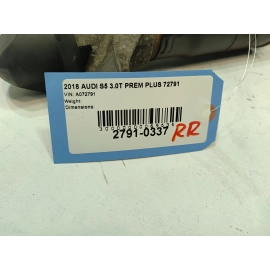 2018 AUDI S5 3.0T PREM PLUS 72791
VIN: A072791
Weight:
Dimensions:
2791-0337
RR